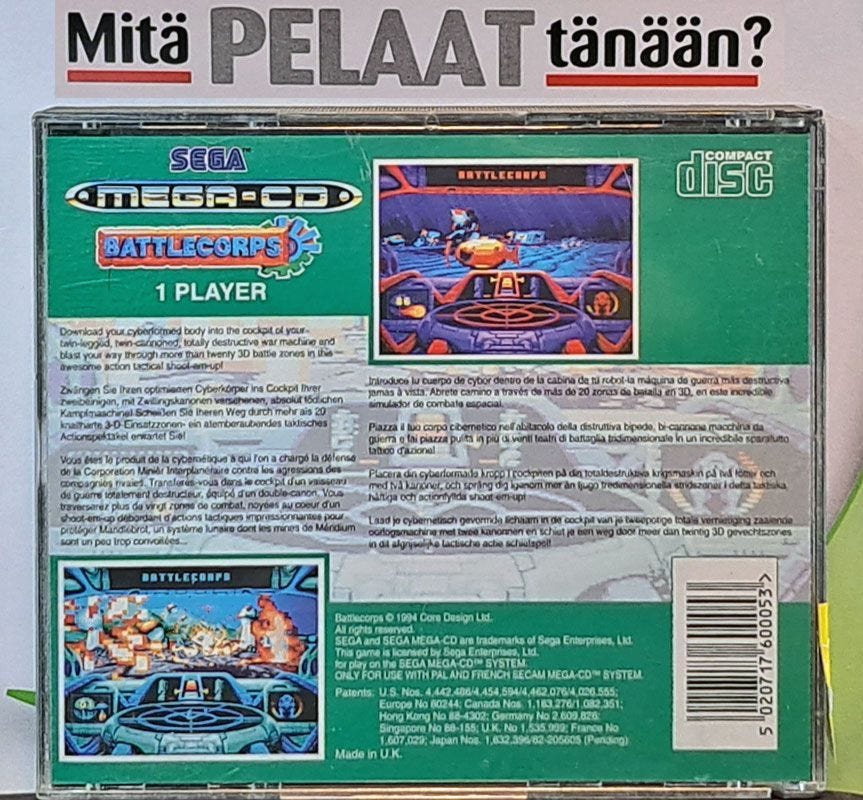 Mitä PELAAT tänään?
SEGA™
MEGA-CD
BATTLECORPS
1 PLAYER
BATTLECORPS
COMPACT
disc
Download your cyberformed body into the cockpit of your
twin-legged, twin-cannoned, totally destructive war machine and
blast your way through more than twenty 3D battle zones in this
awesome action tactical shoot-em-up!
Zwängen Sie Ihren optimierten Cyberkörper ins Cockpit Ihrer
zweibeinigen, mit Zwillingskanonen versehenen, absolut tödlichen
Kampfmaschine! Scheißen Sie Iheren Weg durch mehr als 20
knallharte 3-D-Einsatzzonen- ein atemberaubendes taktisches
Actionspektakel erwartet Sie!
Vous êtes le produit de la cybernétique à qui l'on a chargé la défense
de la Corporation Minièr Interplanétaire contre les agressions des
compagnies rivales. Transférés-vous dans le cockpit d'un vaisseau
de guerre totalement destructeur, équipé d'un double-canon. Vous
traverserez plus de vingt zones de combat, noyées au coeur d'un
shoot-em-up débordant d'actions tactiques impressionnantes pour
protéger Mandlebrot, un système lunaire dont les mines de Méridium
sont un peu trop convoitées...
Introduce tu cuerpo de cybor dentro de la cabina de tú robot-la máquina de guerra más destructiva
jamas à vista. Abrete camino a través de más de 20 zonas de batalla en 3D, en este increible
simulador de combate espacial.
Piazza il tuo corpo cibernetico nell'abitacolo della distruttiva bipede, bi-cannone macchina da
guerra e fai piazza pulita in più di venti teatri di battaglia tridimensionale in un incredibile sparatutto
tattico d'azione!
Placera din cyberformade kropp i cockpiten på din totaldestruktiva krigsmaskin på två fötter och
med två kanoner, och spräng dig igenom mer än tjugo tredimensionella stridszoner i detta taktiska,
häftiga och actionfyllda shoot-em-up!
Laad je cybernetisch gevormde lichaam in de cockpit van je tweepotige totale vernieging zaaiende
oorlogsmachine met twee kanonnen en schiet je een weg door meer dan twintig 3D gevechtszones
in dit afgrijselijke tactische actie schietspel!
BATTLECORPS
Battlecorps © 1994 Core Design Ltd.
All rights reserved.
SEGA and SEGA MEGA-CD are trademarks of Sega Enterprises, Ltd.
This game is licensed by Sega Enterprises, Ltd.
for play on the SEGA MEGA-CD™ SYSTEM.
ONLY FOR USE WITH PAL AND FRENCH SECAM MEGA-CD™ SYSTEM.
Patents: U.S. Nos. 4,442,486/4,454,594/4,462,076/4,026,555;
Europe No 80244; Canada Nos. 1,183,276/1,082,351;
Hong Kong No 88-4302; Germany No 2,609,826;
Singapore No 88-155; U.K. No 1,535,999; France No
1,607,029; Japan Nos. 1,632,396/82-205605 (Pending)
Made in U.K.
5 020717 600053>